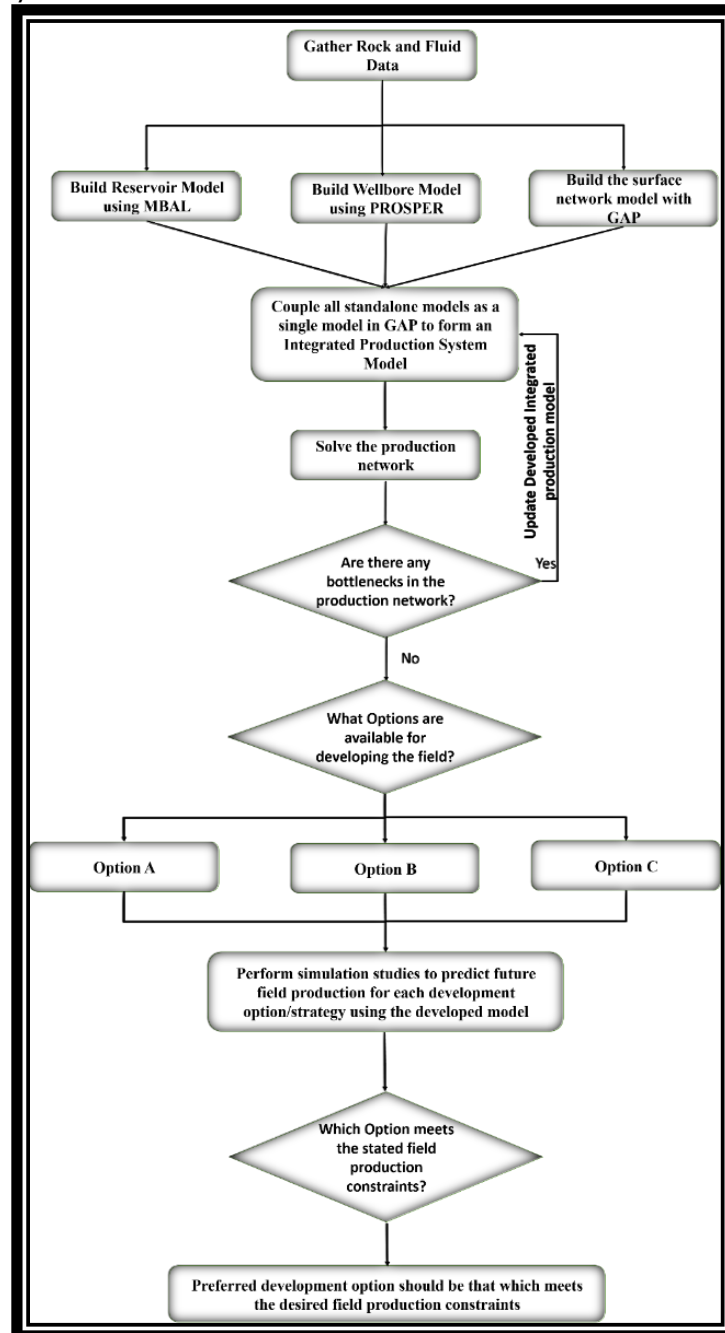 Gather Rock and Fluid
Data
Build Reservoir Model
using MBAL
Build Wellbore Model
using PROSPER
Build the surface
network model with
GAP
Couple all standalone models as a
single model in GAP to form an
Integrated Production System
Model
Update Developed Integrated
production model
Solve the production
network
Are there any
bottlenecks in the
production network?
Yes
No
What Options are
available for
developing the field?
Option A
Option B
Option C
Perform simulation studies to predict future
field production for each development
option/strategy using the developed model
Which Option meets
the stated field
production
constraints?
Preferred development option should be that which meets
the desired field production constraints